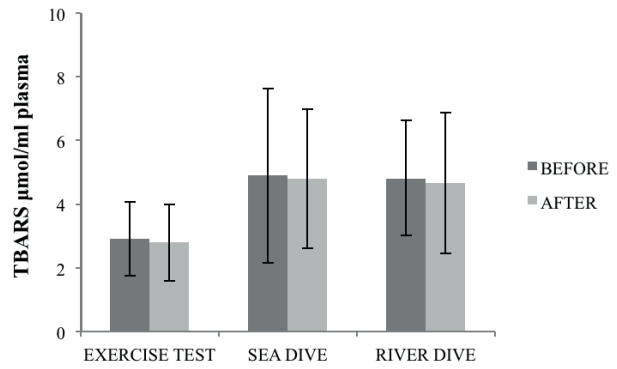 TBARS µmol/ml plasma
10
8
6
4
2
0
EXERCISE TEST
SEA DIVE
RIVER DIVE
BEFORE
AFTER